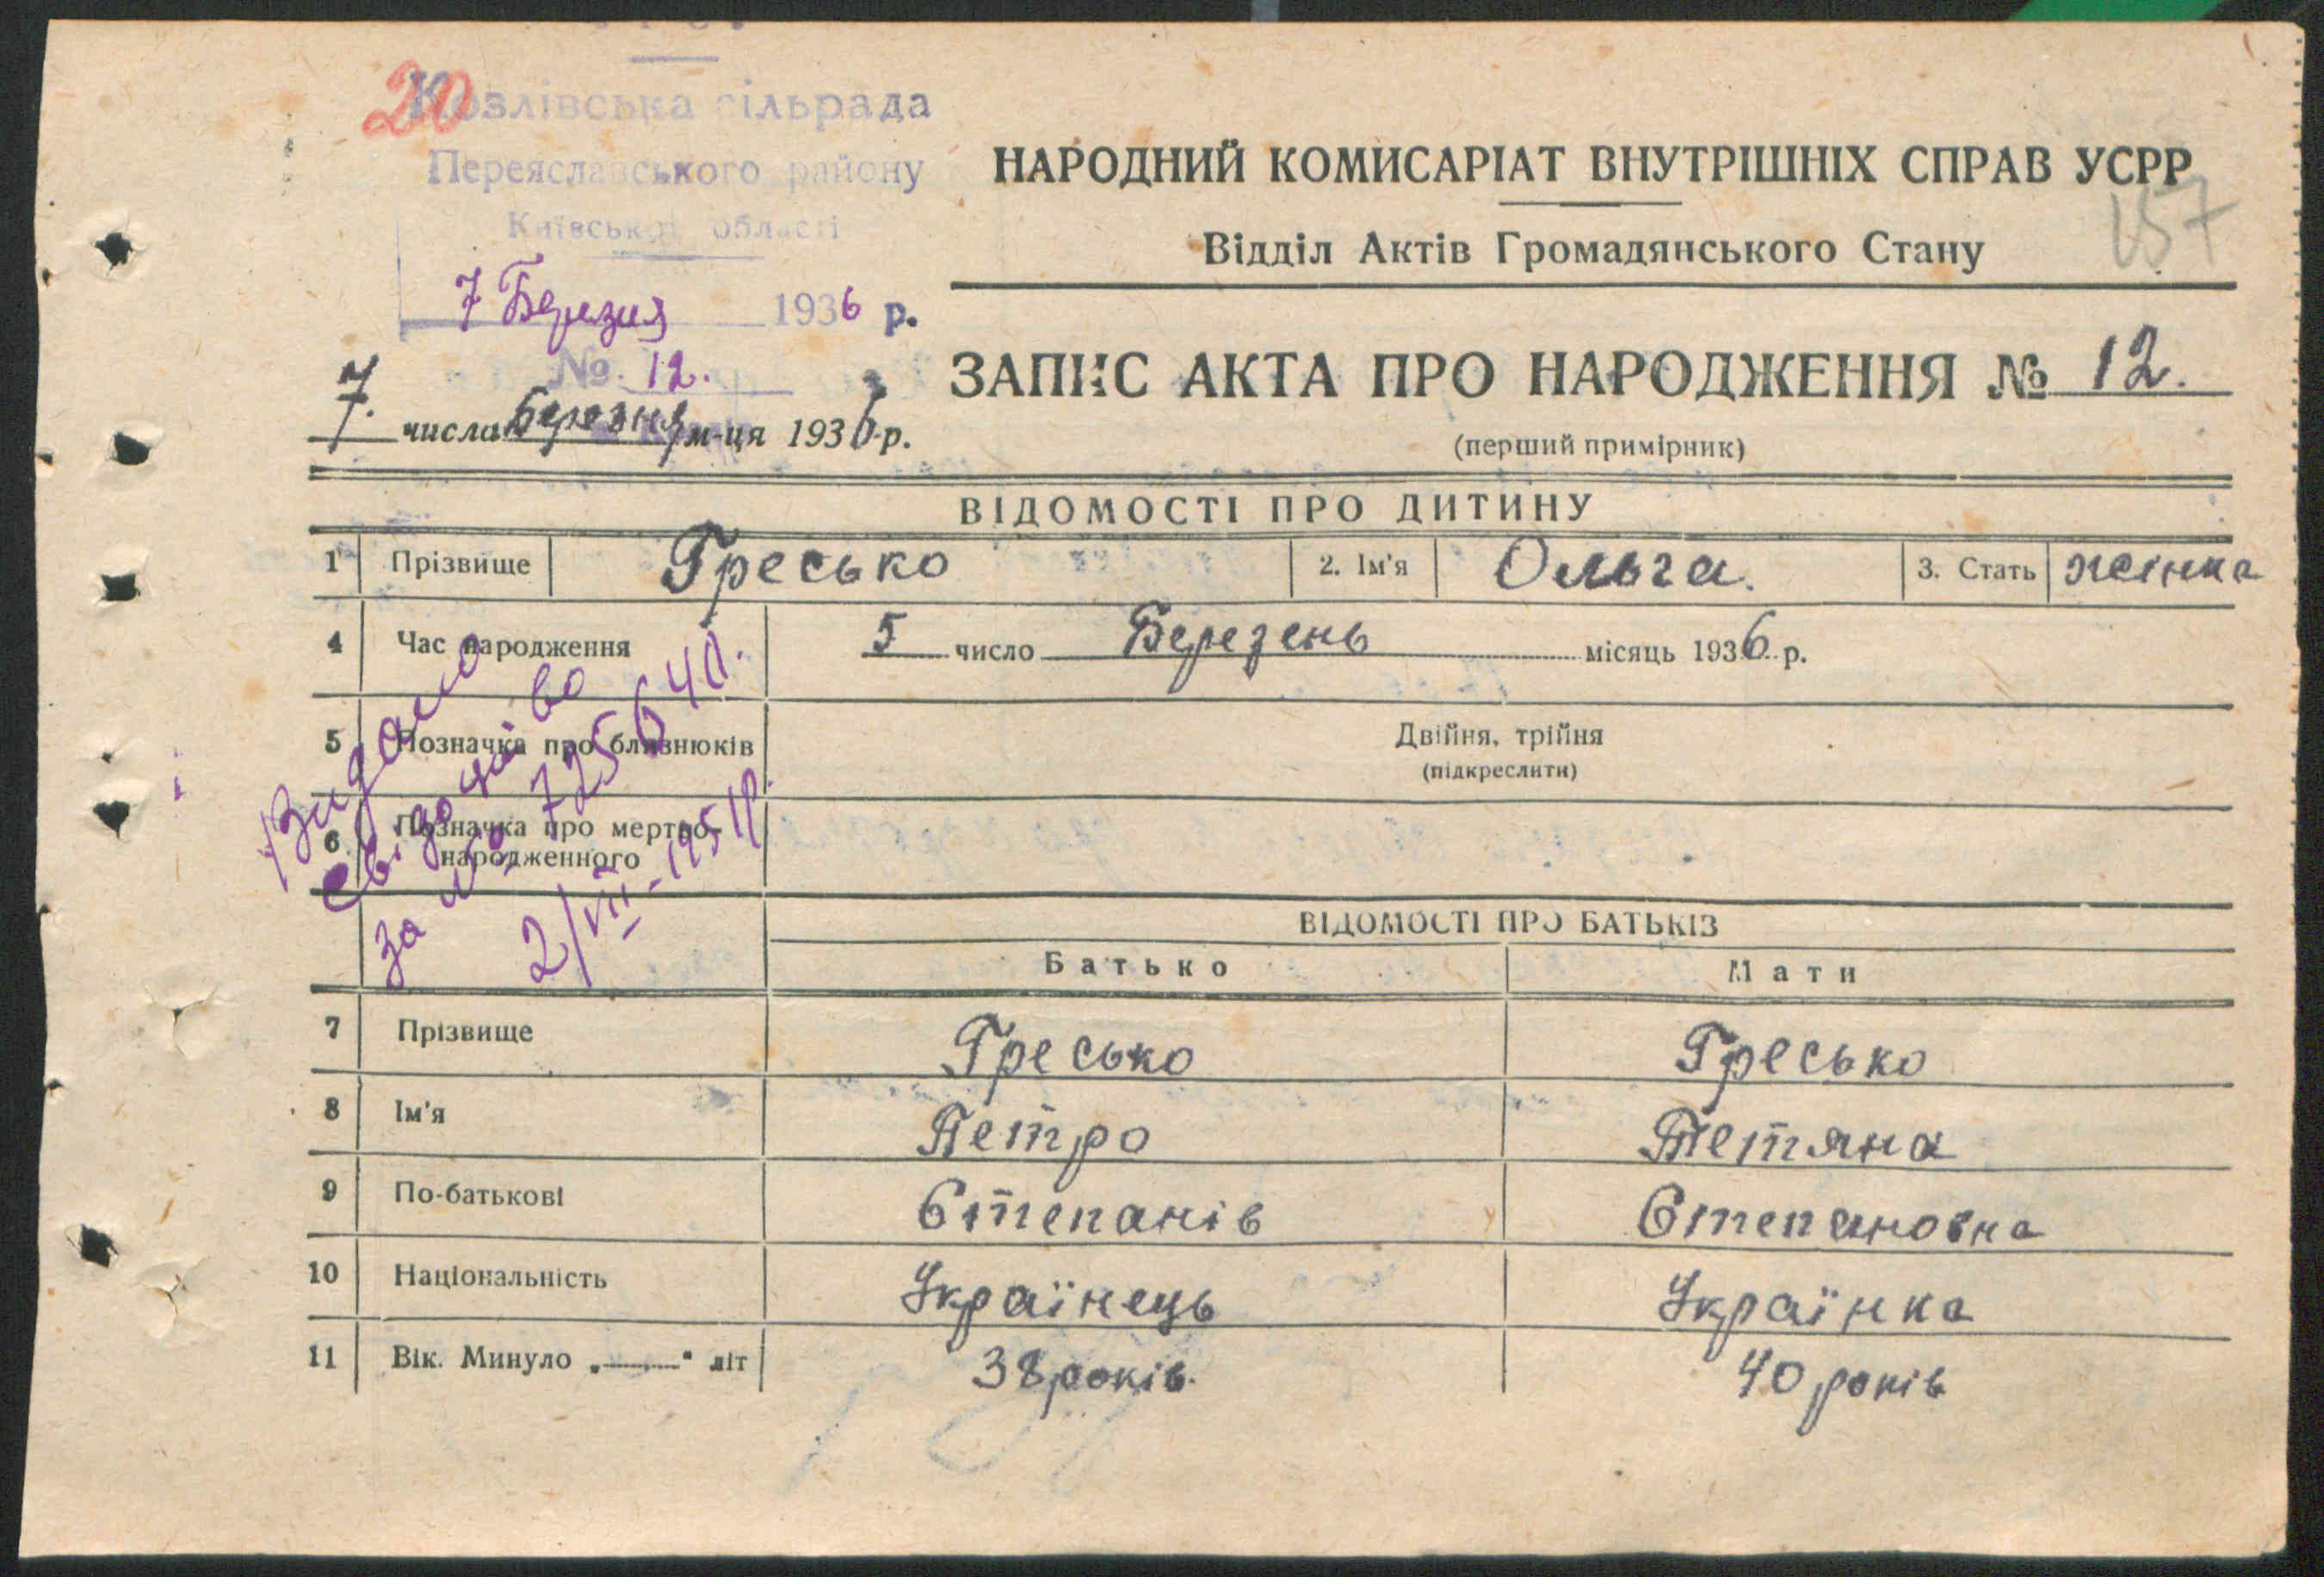 20
Козлівська сільрада
Переяславського району
Київської області
7 Березня 1936 р.
№ 12.
7. числа Березня м-ця 1936 р.
НАРОДНИЙ КОМИСАРІАТ ВНУТРІШНІХ СПРАВ УСРР
157
Відділ Актів Громадянського Стану
ЗАПИС АКТА ПРО НАРОДЖЕННЯ № 12.
(перший примірник)
ВІДОМОСТІ ПРО ДИТИНУ
1 Прізвище Гресько 2. Ім'я Ольга. 3. Стать жінка
4 Час народження 5 число Березень місяць 1936 р.
5 Позначка про близнюків Двійня, трійня
(підкреслити)
6 Позначка про мертво-
народженного
Видано
свідоцтво
за № 725640.
2/VII-1951р.
ВІДОМОСТІ ПРО БАТЬКІВ
Батько Мати
7 Прізвище Гресько Гресько
8 Ім'я Петро Тетяна
9 По-батькові Степанів Степановна
10 Національність Українець Українка
11 Вік. Минуло „——" літ 38 років. 40 років